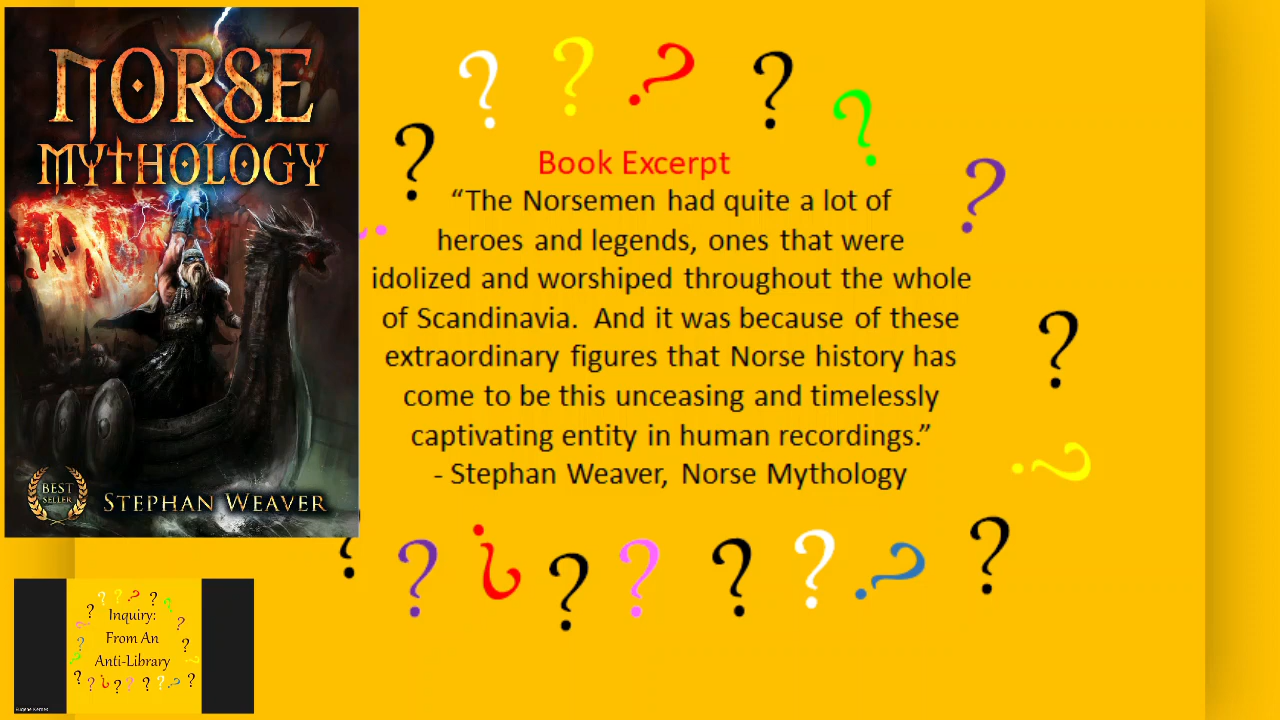 NORSE
MYTHOLOGY
BEST
SELLER
STEPHAN WEAVER
Book Excerpt
“The Norsemen had quite a lot of
heroes and legends, ones that were
idolized and worshiped throughout the whole
of Scandinavia.  And it was because of these
extraordinary figures that Norse history has
come to be this unceasing and timelessly
captivating entity in human recordings.”
- Stephan Weaver, Norse Mythology
Inquiry:
From An
Anti-Library
Eugene Kernes